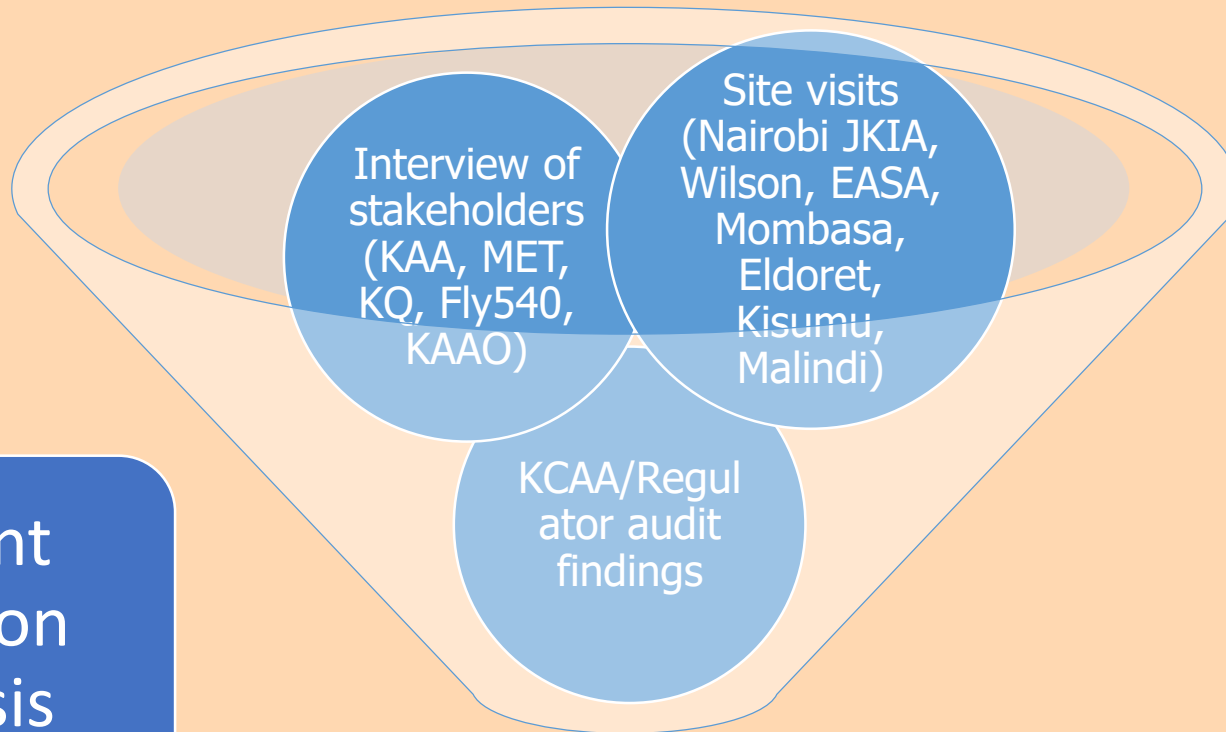 Interview of
stakeholders
(KAA, MET,
KQ, Fly540,
KAAO)
Site visits
(Nairobi JKIA,
Wilson, EASA,
Mombasa,
Eldoret,
Kisumu,
Malindi)
KCAA/Regul
ator audit
findings
nt
on
sis